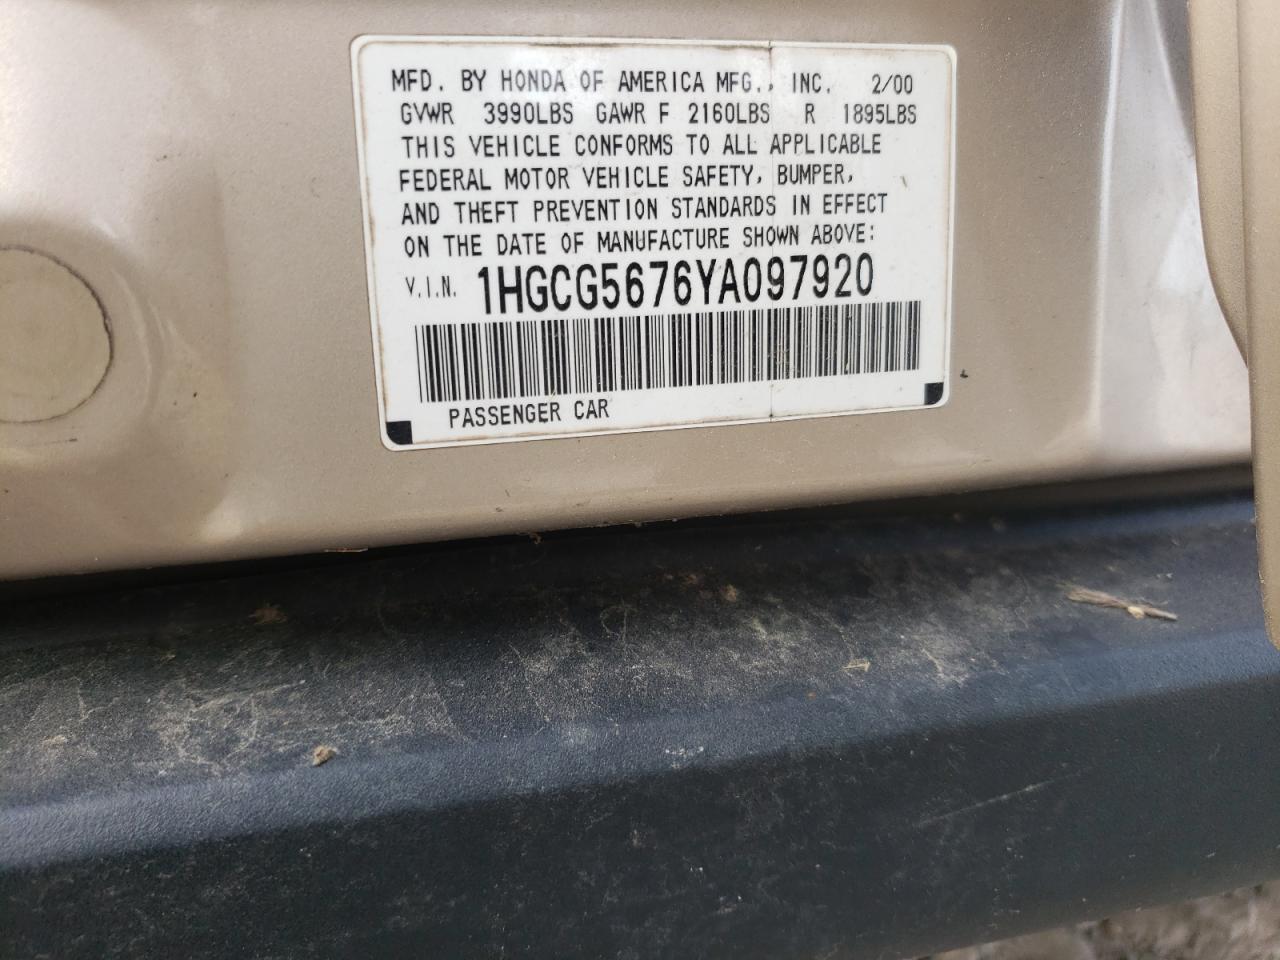 MFD. BY HONDA OF AMERICA MFG., INC. 2/00
GVWR 3990LBS GAWR F 2160LBS R 1895LBS
THIS VEHICLE CONFORMS TO ALL APPLICABLE
FEDERAL MOTOR VEHICLE SAFETY, BUMPER,
AND THEFT PREVENTION STANDARDS IN EFFECT
ON THE DATE OF MANUFACTURE SHOWN ABOVE:
V.I.N. 1HGCG5676YA097920
PASSENGER CAR